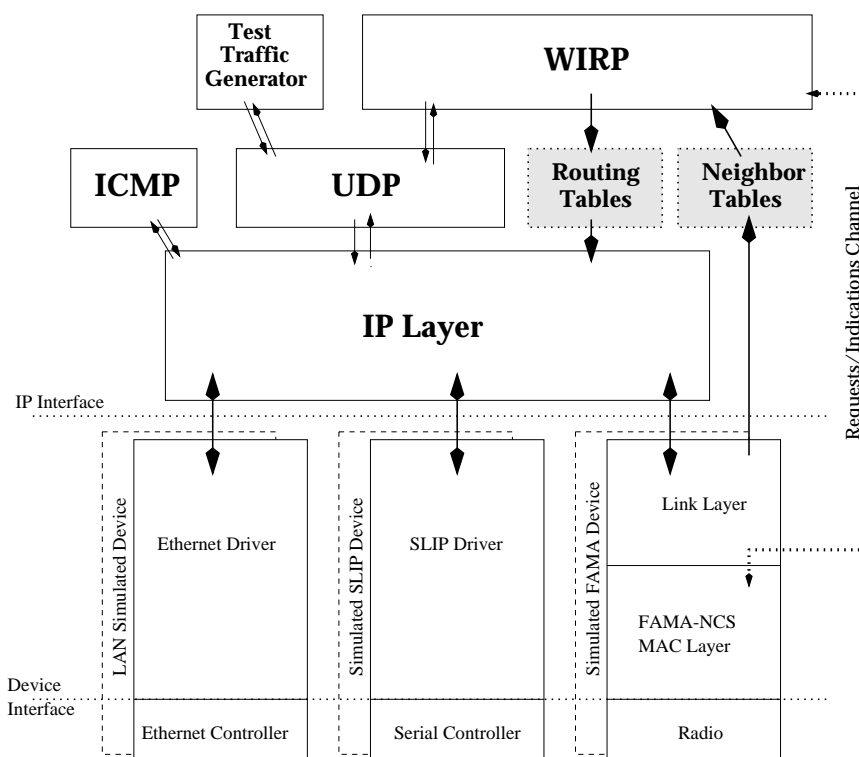 Test
Traffic
Generator
WIRP
ICMP
UDP
Routing
Tables
Neighbor
Tables
Requests/Indications Channel
IP Layer
IP Interface
LAN Simulated Device
Ethernet Driver
Simulated SLIP Device
SLIP Driver
Simulated FAMA Device
Link Layer
FAMA-NCS
MAC Layer
Device
Interface
Ethernet Controller
Serial Controller
Radio